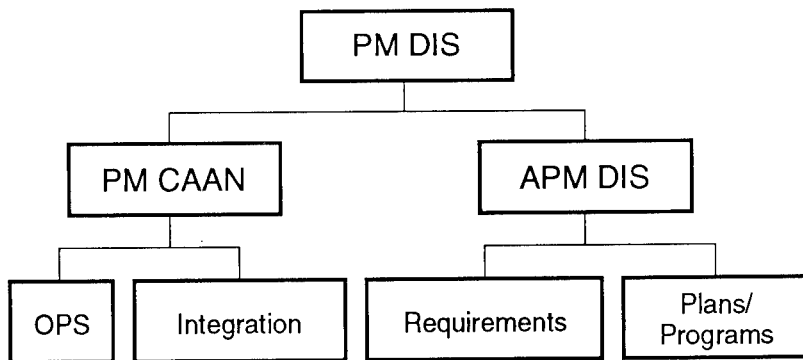 PM DIS
PM CAAN
APM DIS
OPS
Integration
Requirements
Plans/
Programs